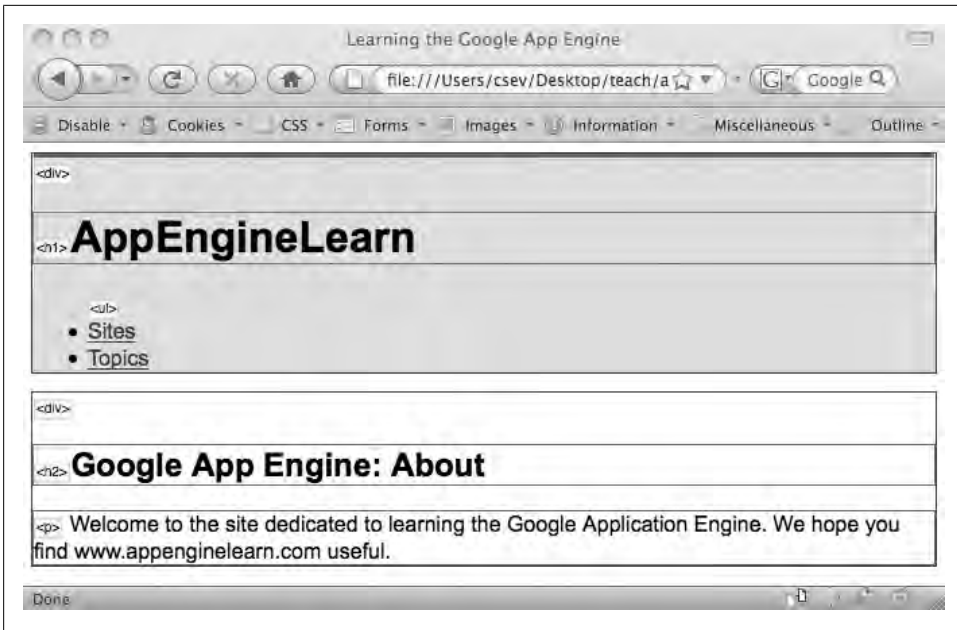 Learning the Google App Engine
file:///Users/csev/Desktop/teach/a G Google
Disable Cookies CSS Forms Images Information Miscellaneous Outline
<div>
<h1> AppEngineLearn
<ul>
• Sites
• Topics
<div>
<h2> Google App Engine: About
<p> Welcome to the site dedicated to learning the Google Application Engine. We hope you
find www.appenginelearn.com useful.
Done